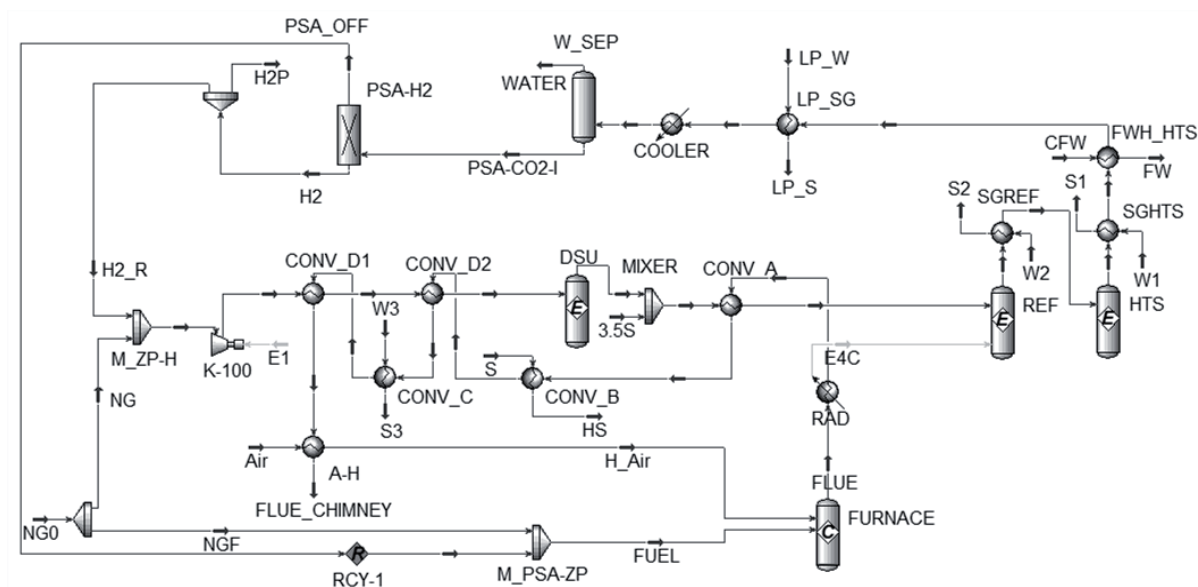 PSA_OFF
W_SEP
LP_W
H2P
PSA-H2
WATER
LP_SG
FWH_HTS
COOLER
CFW
PSA-CO2-I
FW
H2
LP_S
S2
SGREF
S1
SGHTS
H2_R
CONV_D1
CONV_D2
DSU
MIXER
CONV_A
W2
W1
W3
E
REF
E
HTS
E
3.5S
M_ZP-H
E1
K-100
S
E4C
NG
CONV_C
CONV_B
RAD
S3
HS
Air
H_Air
A-H
FLUE
FLUE_CHIMNEY
FURNACE
NG0
C
NGF
FUEL
R
RCY-1
M_PSA-ZP